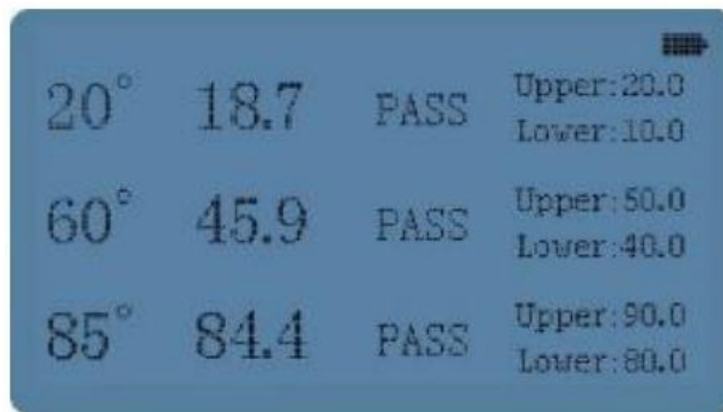 20° 18.7 PASS Upper:20.0
Lower:10.0
60° 45.9 PASS Upper:50.0
Lower:40.0
85° 84.4 PASS Upper:90.0
Lower:80.0